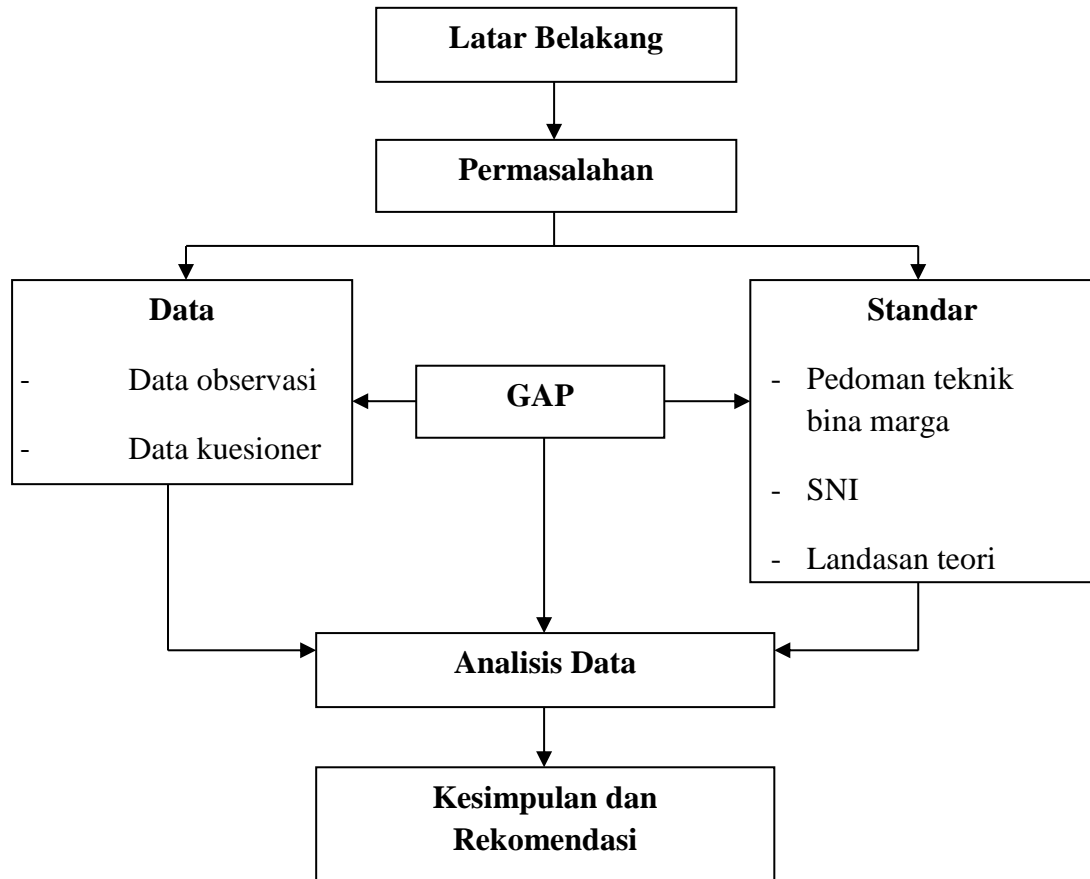 Latar Belakang
Permasalahan
Data
- Data observasi
- Data kuesioner
GAP
Standar
- Pedoman teknik
bina marga
- SNI
- Landasan teori
Analisis Data
Kesimpulan dan
Rekomendasi